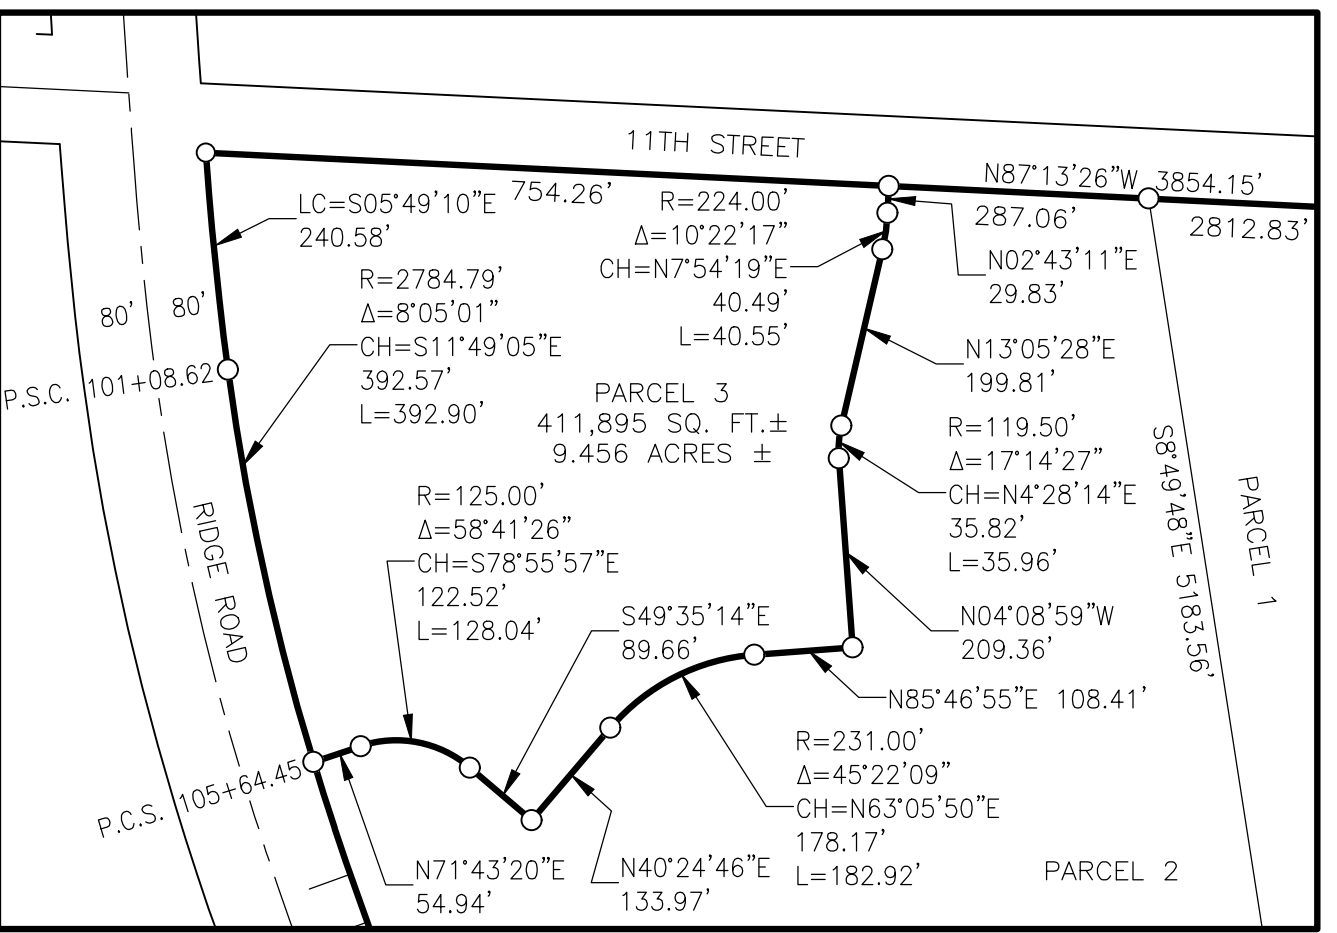 11TH STREET
N87°13'26"W 3854.15'
754.26'
287.06'
2812.83'
LC=S05°49'10"E
240.58'
R=224.00'
Δ=10°22'17"
CH=N7°54'19"E
40.49'
L=40.55'
N02°43'11"E
29.83'
R=2784.79'
Δ=8°05'01"
CH=S11°49'05"E
392.57'
L=392.90'
80' 80'
P.S.C. 101+08.62
N13°05'28"E
199.81'
PARCEL 3
411,895 SQ. FT.±
9.456 ACRES ±
R=119.50'
Δ=17°14'27"
CH=N4°28'14"E
35.82'
L=35.96'
S8°49'48"E 5183.56'
PARCEL 1
R=125.00'
Δ=58°41'26"
CH=S78°55'57"E
122.52'
L=128.04'
RIDGE ROAD
S49°35'14"E
89.66'
N04°08'59"W
209.36'
N85°46'55"E 108.41'
R=231.00'
Δ=45°22'09"
CH=N63°05'50"E
178.17'
L=182.92'
P.C.S. 105+64.45
N71°43'20"E
54.94'
N40°24'46"E
133.97'
PARCEL 2